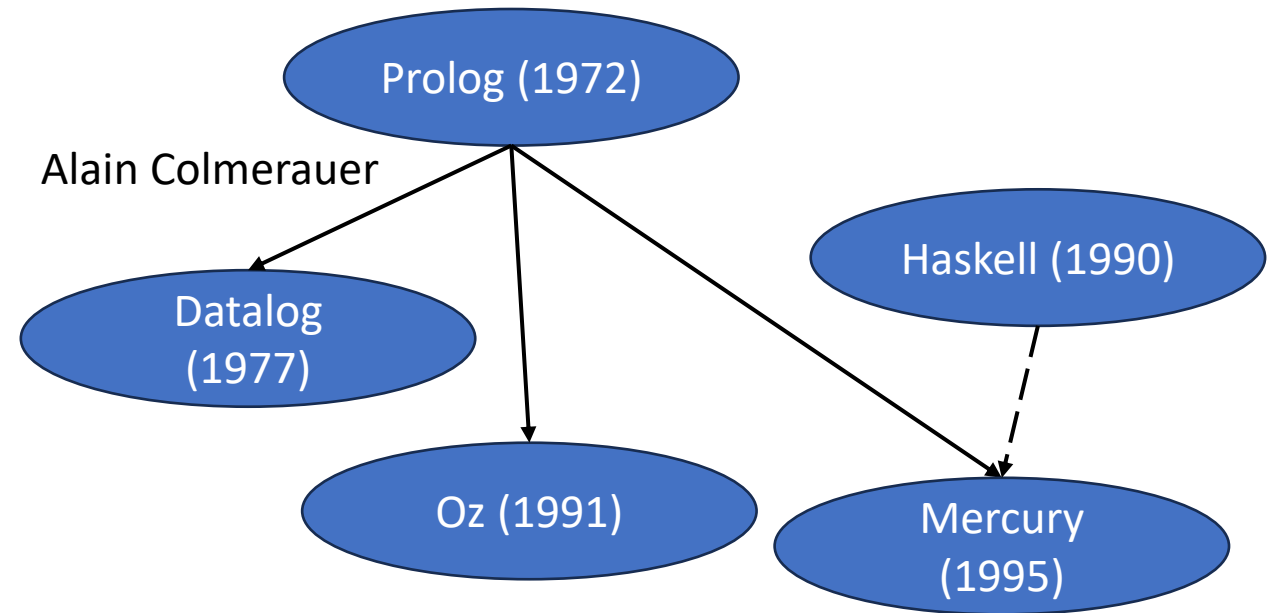 Prolog (1972)
Alain Colmerauer
Haskell (1990)
Datalog
(1977)
Oz (1991)
Mercury
(1995)